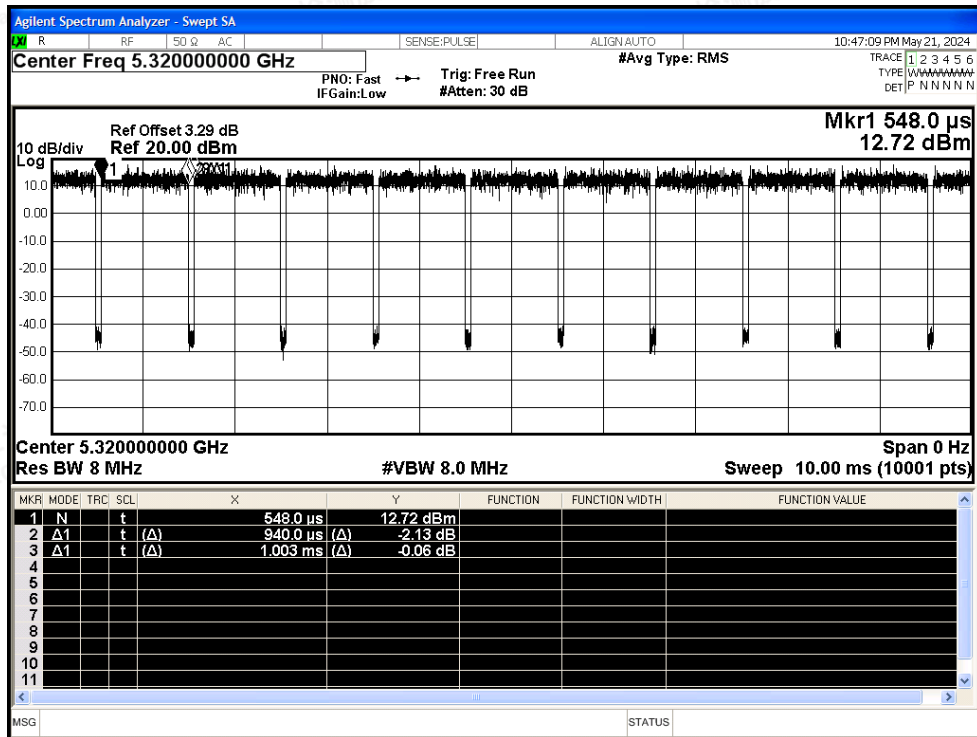 Agilent Spectrum Analyzer - Swept SA
LXI R RF 50 Ω AC SENSE:PULSE ALIGN AUTO 10:47:09 PM May 21, 2024
Center Freq 5.320000000 GHz
#Avg Type: RMS
TRACE 1 2 3 4 5 6
TYPE
DET P N N N N N
PNO: Fast
IFGain:Low
Trig: Free Run
#Atten: 30 dB
Mkr1 548.0 µs
12.72 dBm
Ref Offset 3.29 dB
10 dB/div Ref 20.00 dBm
Log
1
10.0
0.00
-10.0
-20.0
-30.0
-40.0
-50.0
-60.0
-70.0
Center 5.320000000 GHz Span 0 Hz
Res BW 8 MHz #VBW 8.0 MHz Sweep 10.00 ms (10001 pts)
MKR MODE TRC SCL X Y FUNCTION FUNCTION WIDTH FUNCTION VALUE
1 N t 548.0 µs 12.72 dBm
2 Δ1 t (Δ) 940.0 µs (Δ) -2.13 dB
3 Δ1 t (Δ) 1.003 ms (Δ) -0.06 dB
4
5
6
7
8
9
10
11
MSG STATUS